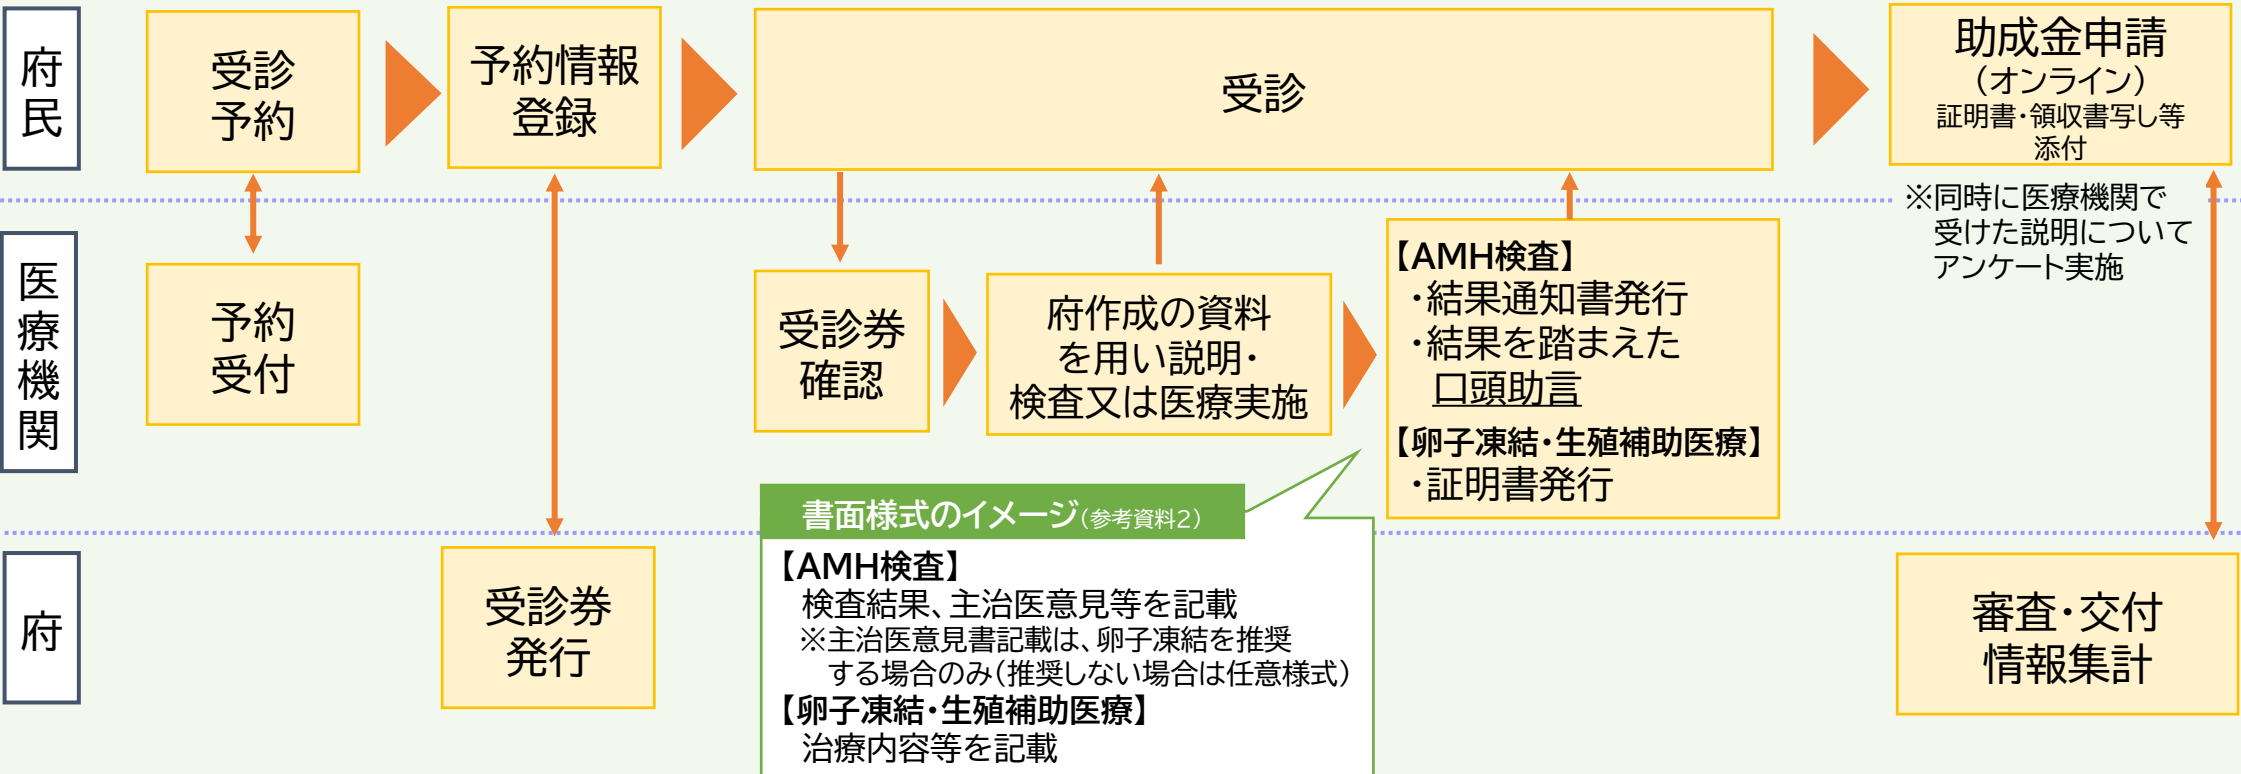 府民
受診
予約
予約情報
登録
受診
助成金申請
（オンライン）
証明書・領収書写し等
添付
※同時に医療機関で
受けた説明について
アンケート実施
医療機関
予約
受付
受診券
確認
府作成の資料
を用い説明・
検査又は医療実施
【AMH検査】
・結果通知書発行
・結果を踏まえた
口頭助言
【卵子凍結・生殖補助医療】
・証明書発行
書面様式のイメージ（参考資料2）
【AMH検査】
検査結果、主治医意見等を記載
※主治医意見書記載は、卵子凍結を推奨
する場合のみ（推奨しない場合は任意様式）
【卵子凍結・生殖補助医療】
治療内容等を記載
府
受診券
発行
審査・交付
情報集計